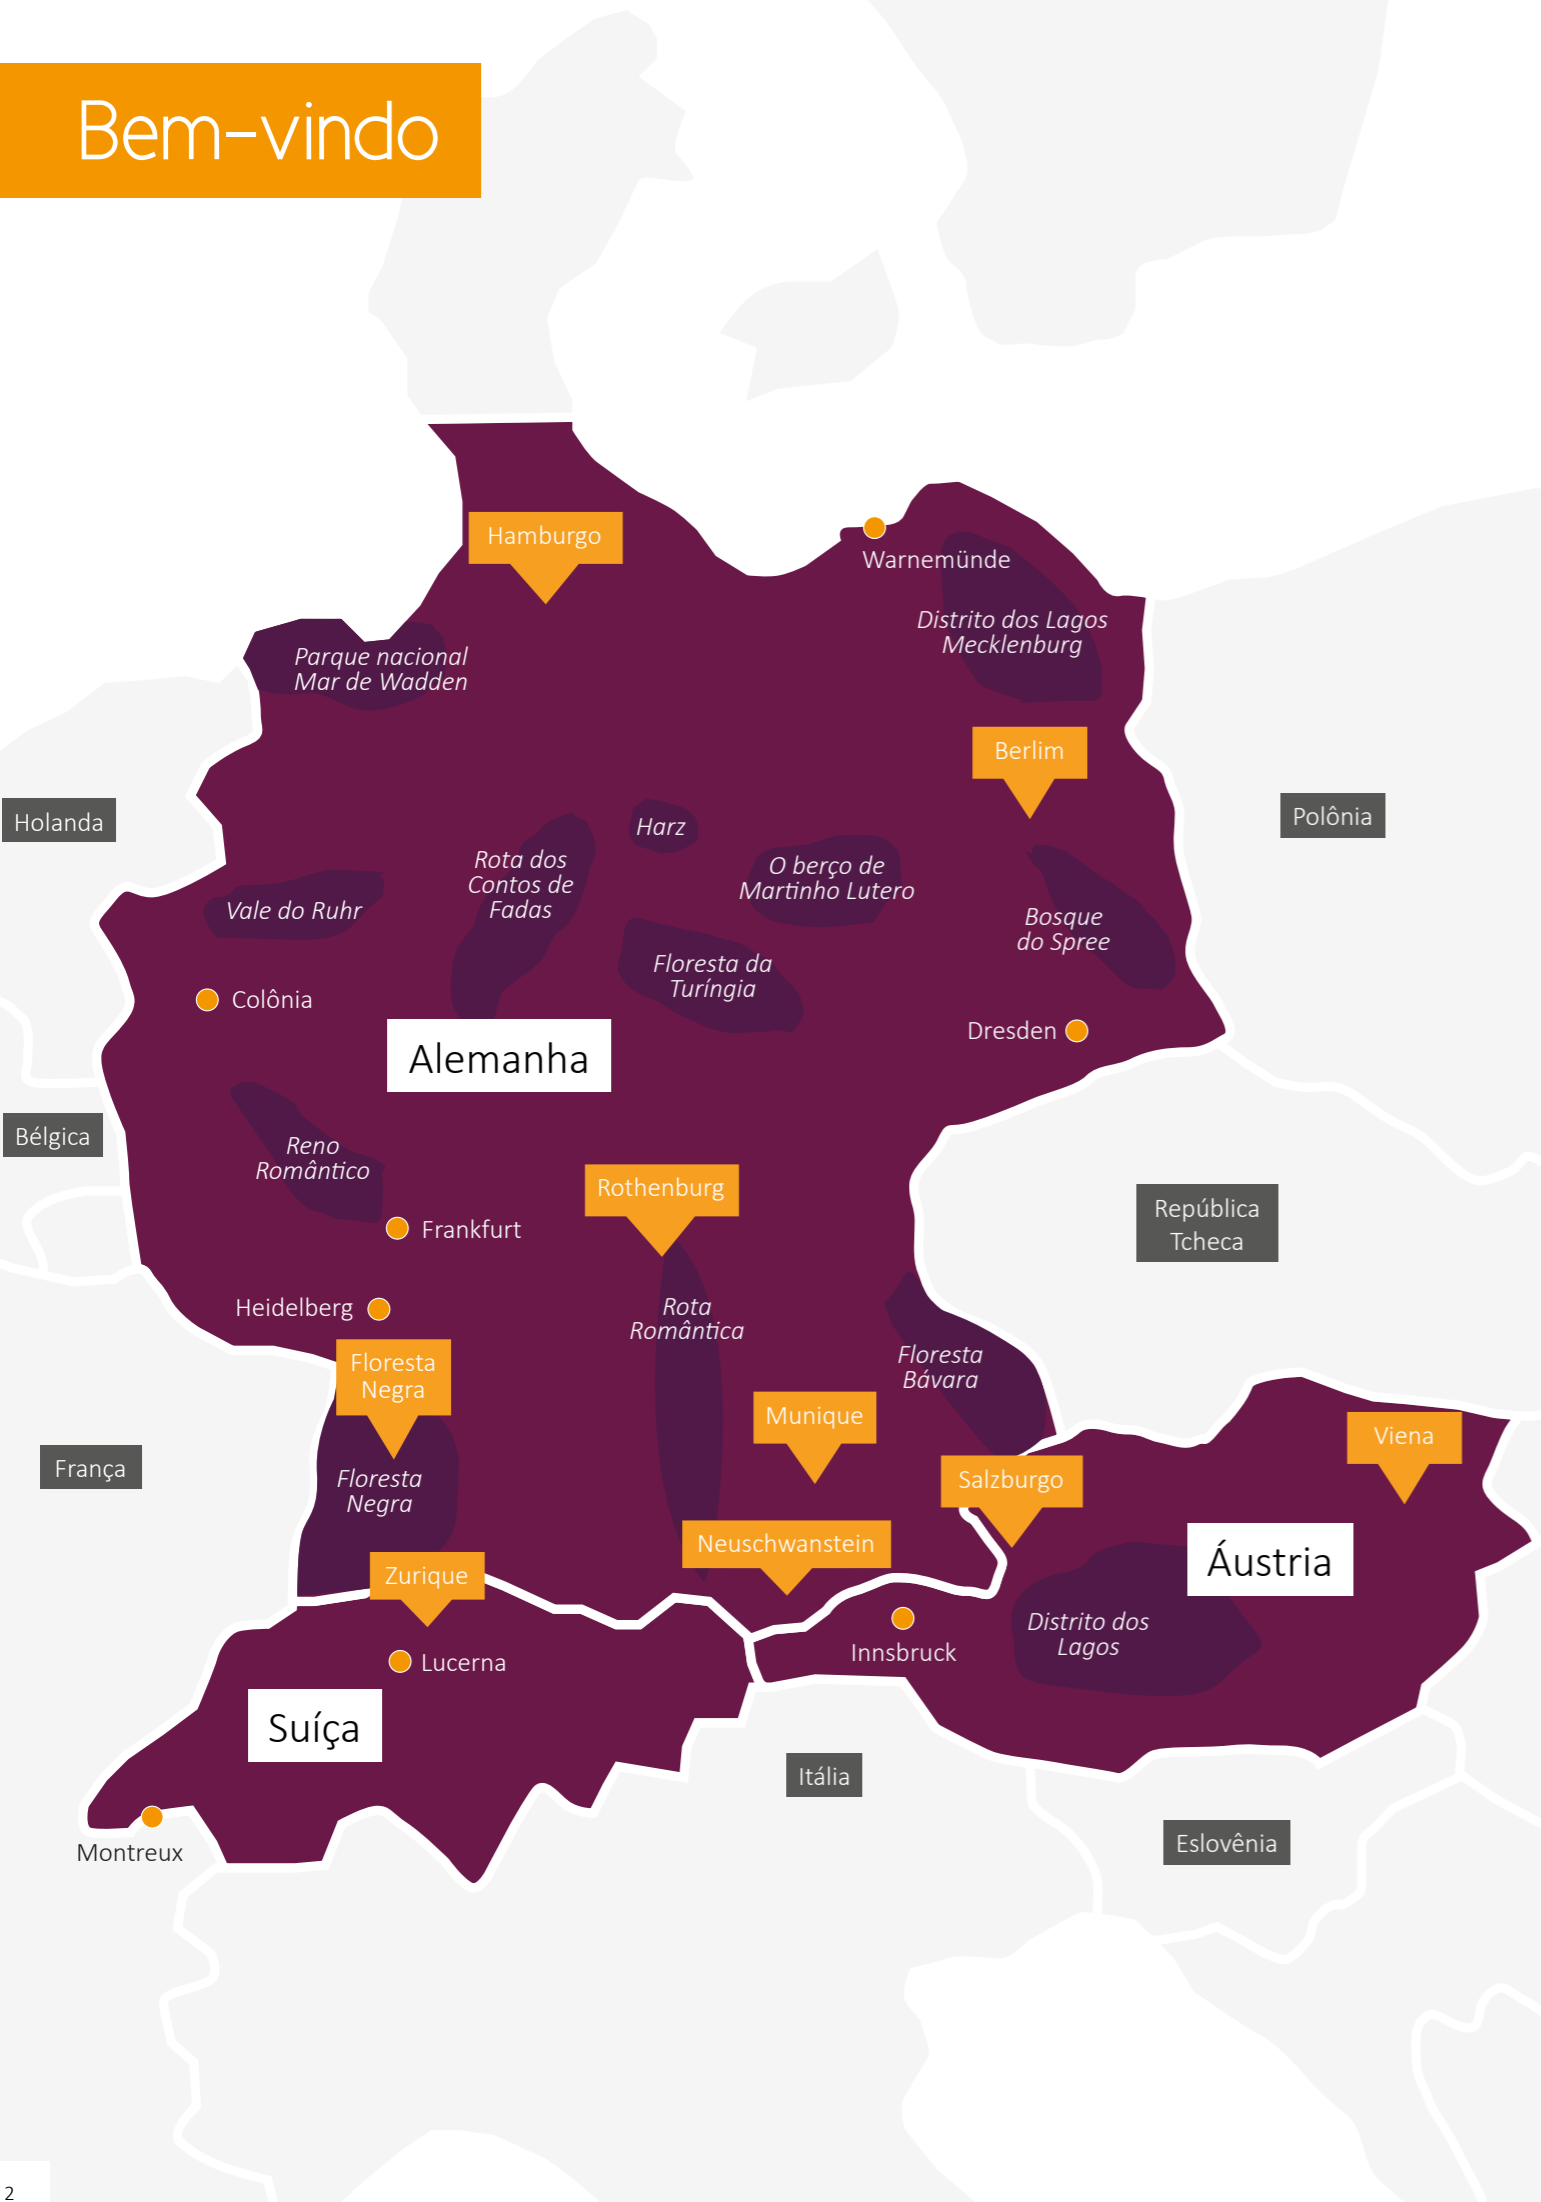 Bem-vindo
Hamburgo
Warnemünde
Distrito dos Lagos
Mecklenburg
Parque nacional
Mar de Wadden
Berlim
Holanda
Polônia
Harz
Rota dos
Contos de
Fadas
O berço de
Martinho Lutero
Vale do Ruhr
Bosque
do Spree
Floresta da
Turíngia
Colônia
Dresden
Alemanha
Bélgica
Reno
Romântico
Rothenburg
República
Tcheca
Frankfurt
Heidelberg
Rota
Romântica
Floresta
Negra
Floresta
Bávara
Munique
Viena
França
Floresta
Negra
Salzburgo
Neuschwanstein
Áustria
Zurique
Distrito dos
Lagos
Innsbruck
Lucerna
Suíça
Itália
Eslovênia
Montreux
2